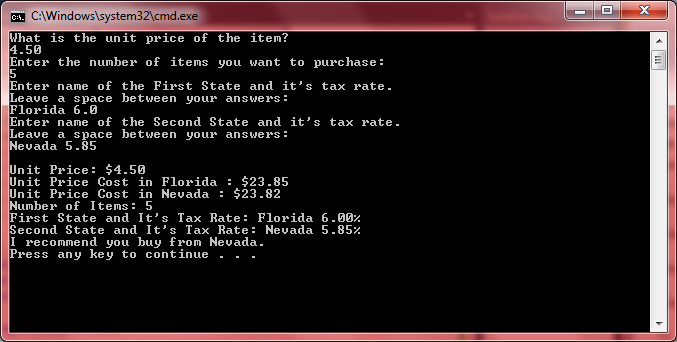 C:\Windows\system32\cmd.exe
What is the unit price of the item?
4.50
Enter the number of items you want to purchase:
5
Enter name of the First State and it's tax rate.
Leave a space between your answers:
Florida 6.0
Enter name of the Second State and it's tax rate.
Leave a space between your answers:
Nevada 5.85
Unit Price: $4.50
Unit Price Cost in Florida : $23.85
Unit Price Cost in Nevada : $23.82
Number of Items: 5
First State and It's Tax Rate: Florida 6.00%
Second State and It's Tax Rate: Nevada 5.85%
I recommend you buy from Nevada.
Press any key to continue . . .